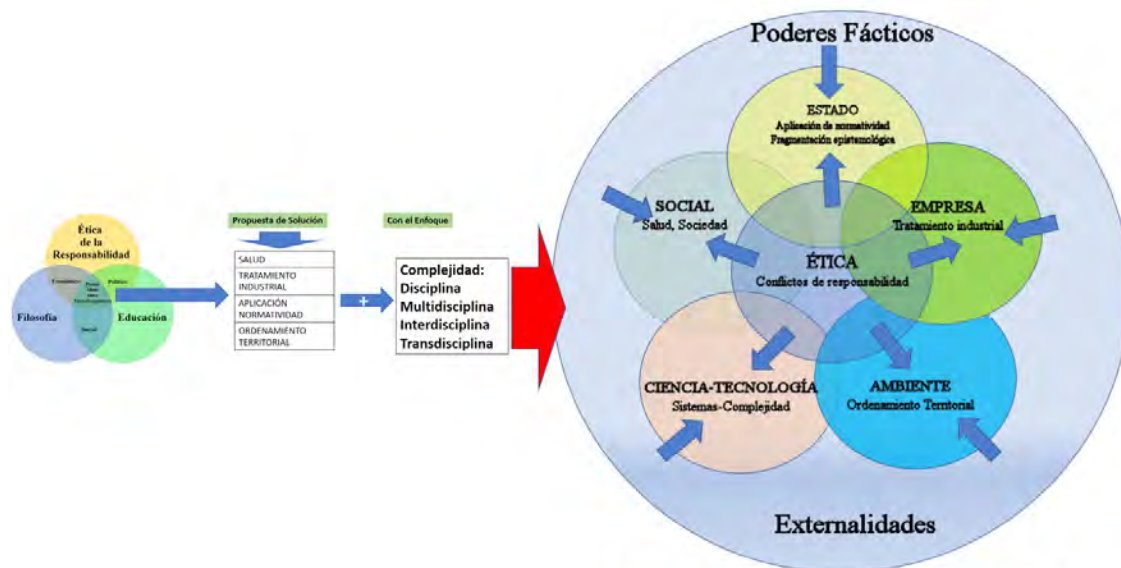 Ética
de la
Responsabilidad
Filosofía
Político
Social
Educación
Propuesta de Solución
SALUD
TRATAMIENTO
INDUSTRIAL
APLICACIÓN
NORMATIVIDAD
ORDENAMIENTO
TERRITORIAL
+
Con el Enfoque
Complejidad:
Disciplina
Multidisciplina
Interdisciplina
Transdisciplina
Poderes Fácticos
ESTADO
Aplicación de normatividad
Fragmentación epistemológica
SOCIAL
Salud, Sociedad
EMPRESA
Tratamiento industrial
ÉTICA
Conflictos de responsabilidad
CIENCIA-TECNOLOGÍA
Sistemas-Complejidad
AMBIENTE
Ordenamiento Territorial
Externalidades